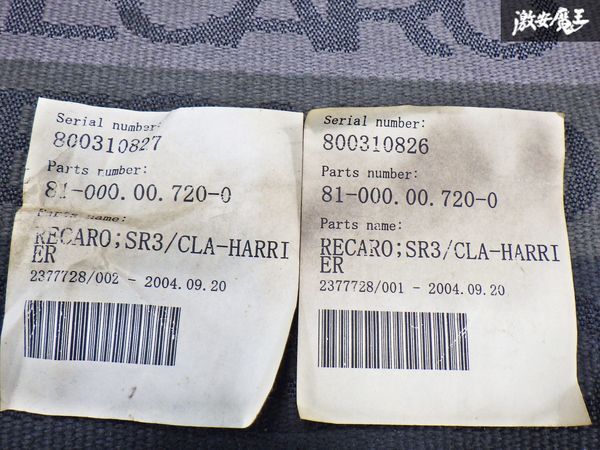 RECARO
激安魔王
Serial number:
800310827
Parts number:
81-000.00.720-0
Parts name:
RECARO;SR3/CLA-HARRI
ER
2377728/002 - 2004.09.20
Serial number:
800310826
Parts number:
81-000.00.720-0
Parts name:
RECARO;SR3/CLA-HARRI
ER
2377728/001 - 2004.09.20